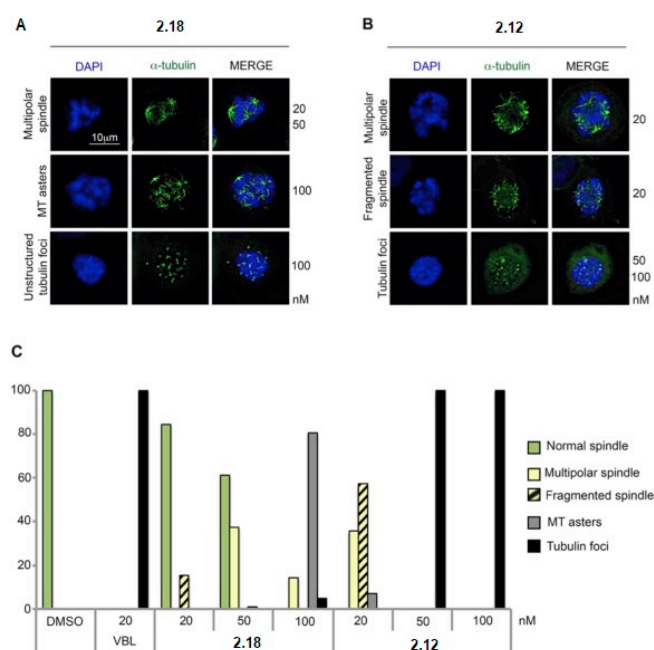 A
2.18
DAPI α-tubulin MERGE
Multipolar spindle
10µm
20
50
MT asters
100
Unstructured tubulin foci
100
nM
B
2.12
DAPI α-tubulin MERGE
Multipolar spindle
20
Fragmented spindle
20
Tubulin foci
50
100
nM
C
100
80
60
40
20
0
Normal spindle
Multipolar spindle
Fragmented spindle
MT asters
Tubulin foci
DMSO 20 20 50 100 20 50 100 nM
VBL 2.18 2.12